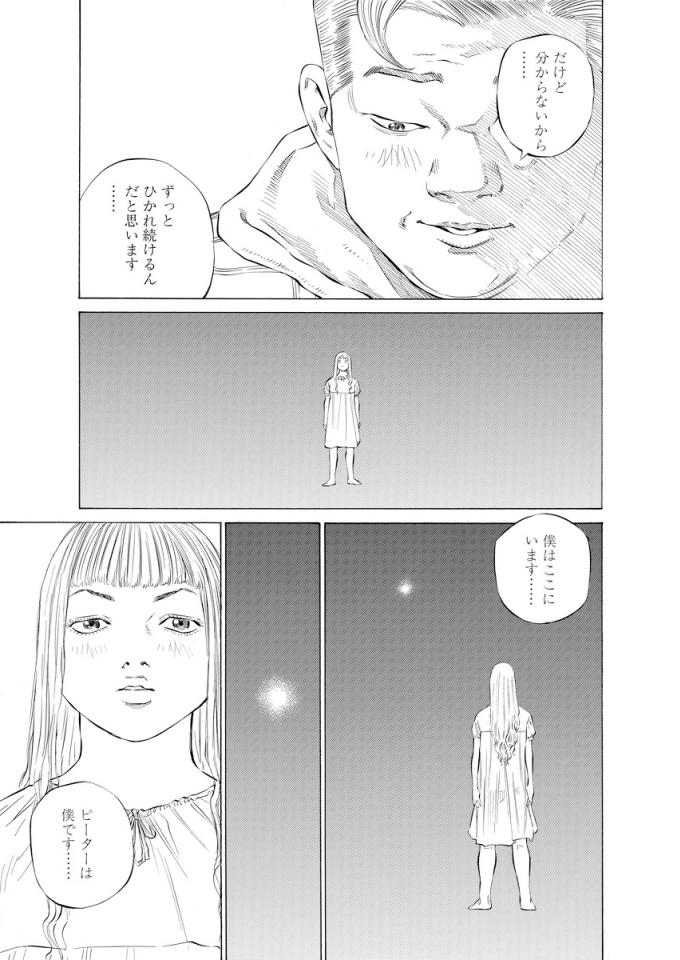 だけど
分からないから
……
ずっと
ひかれ続けるん
だと思います
……
僕はここに
います……
ピーターは
僕です……